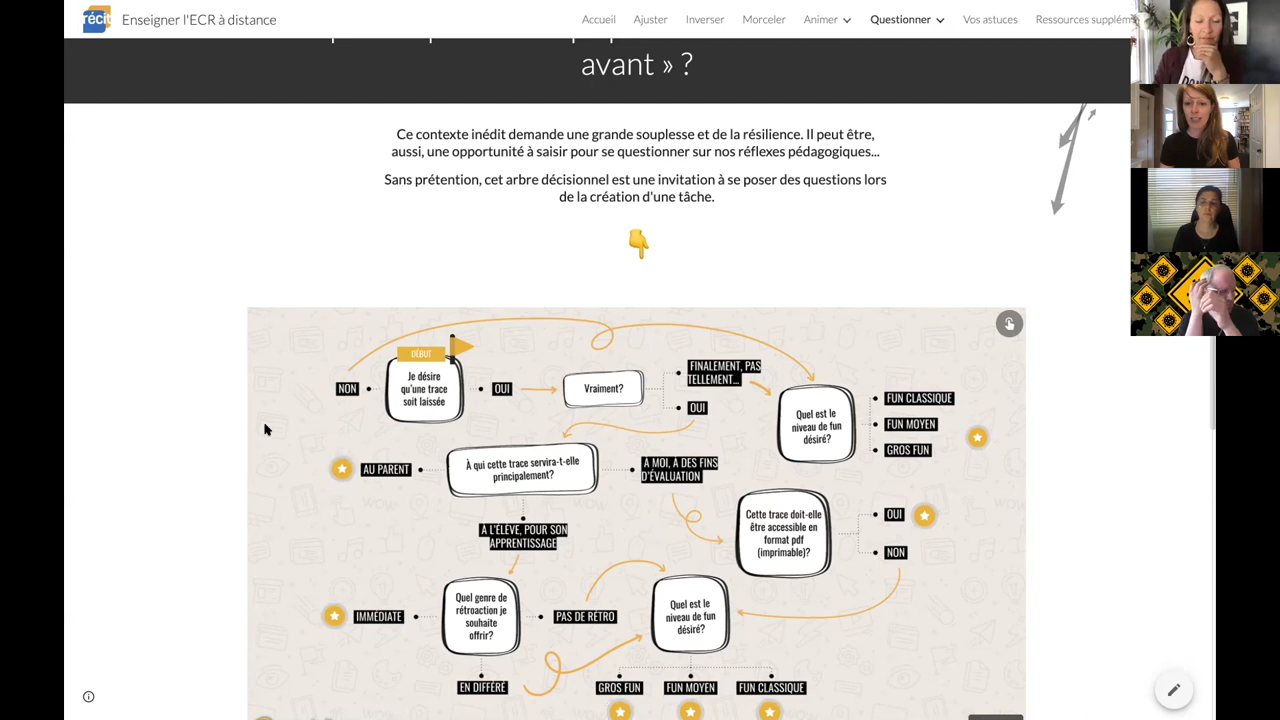 récit
Enseigner l'ECR à distance
Accueil
Ajuster
Inverser
Morceler
Animer
Questionner
Vos astuces
Ressources supplém
avant » ?
Ce contexte inédit demande une grande souplesse et de la résilience. Il peut être,
aussi, une opportunité à saisir pour se questionner sur nos réflexes pédagogiques...
Sans prétention, cet arbre décisionnel est une invitation à se poser des questions lors
de la création d'une tâche.
DÉBUT
NON
Je désire
qu'une trace
soit laissée
OUI
Vraiment?
FINALEMENT, PAS
TELLEMENT...
OUI
Quel est le
niveau de fun
désiré?
FUN CLASSIQUE
FUN MOYEN
GROS FUN
AU PARENT
À qui cette trace servira-t-elle
principalement?
À MOI, À DES FINS
D'ÉVALUATION
À L'ÉLÈVE, POUR SON
APPRENTISSAGE
Cette trace doit-elle
être accessible en
format pdf
(imprimable)?
OUI
NON
IMMÉDIATE
Quel genre de
rétroaction je
souhaite
offrir?
PAS DE RÉTRO
Quel est le
niveau de fun
désiré?
EN DIFFÉRÉ
GROS FUN
FUN MOYEN
FUN CLASSIQUE